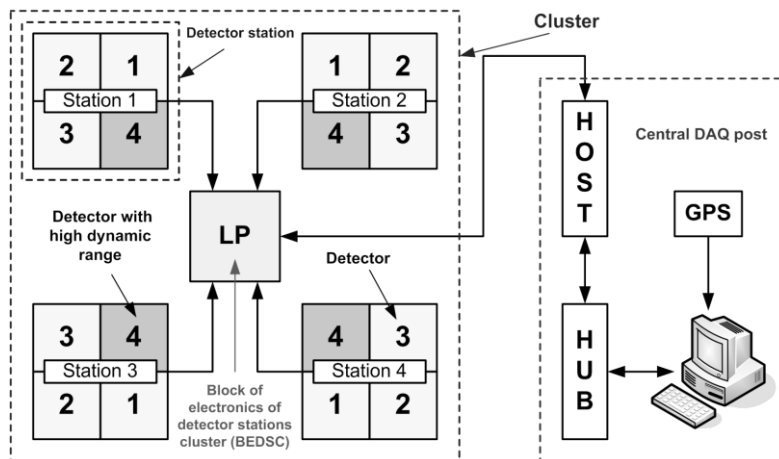 Detector station
Cluster
2 1
Station 1
3 4
1 2
Station 2
4 3
Central DAQ post
HOST
GPS
LP
Detector with
high dynamic
range
Detector
3 4
Station 3
2 1
4 3
Station 4
1 2
Block of
electronics of
detector stations
cluster (BEDSC)
HUB